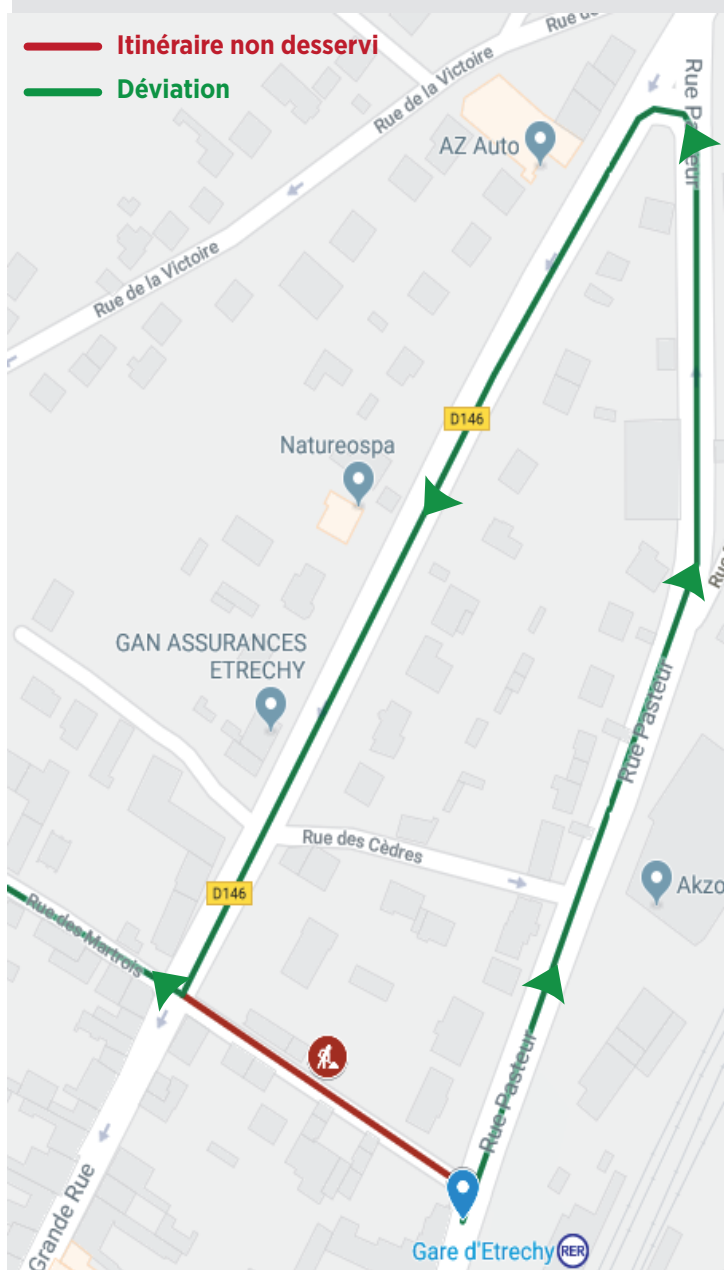 Itinéraire non desservi
Déviation
Rue de la Victoire
Rue Pasteur
AZ Auto
Rue de la Victoire
D146
Natureospa
GAN ASSURANCES
ETRECHY
Rue Pasteur
Rue des Cèdres
D146
Akzo
Rue des Martrois
Rue Pasteur
Grande Rue
Gare d'Etrechy RER